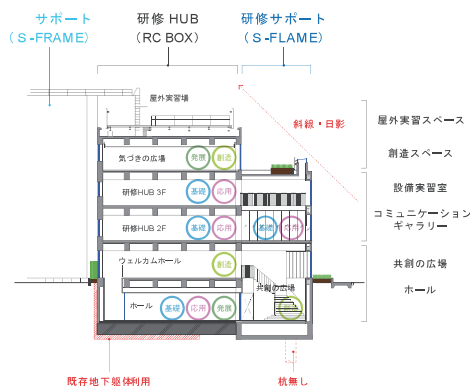 サポート
（S-FRAME）
研修 HUB
（RC BOX）
研修サポート
（S-FLAME）
屋外実習場
斜線・日影
屋外実習スペース
創造スペース
気づきの広場
発展
創造
研修HUB 3F
基礎
応用
設備実習室
コミュニケーション
ギャラリー
研修HUB 2F
基礎
応用
基礎
応用
ウェルカムホール
創造
共創の広場
共創の広場
ホール
基礎
応用
発展
ホール
既存地下躯体利用
杭無し